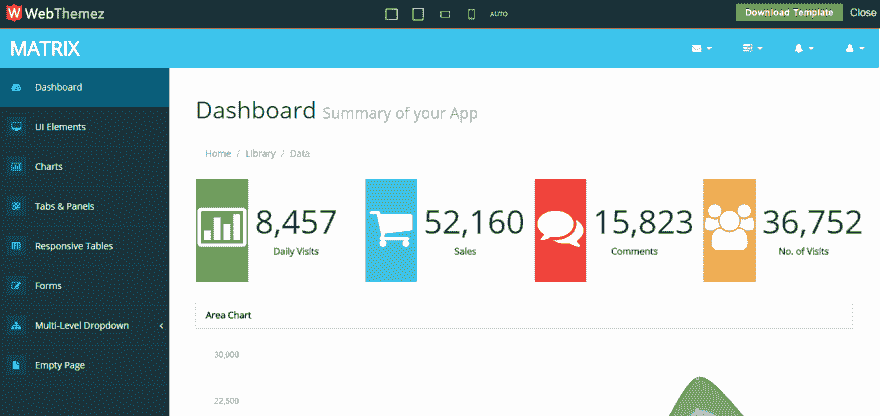 WebThemez
AUTO
Download Template
Close
MATRIX
Dashboard
UI Elements
Charts
Tabs & Panels
Responsive Tables
Forms
Multi-Level Dropdown
Empty Page
Dashboard Summary of your App
Home / Library / Data
8,457
Daily Visits
52,160
Sales
15,823
Comments
36,752
No. of Visits
Area Chart
30,000
22,500